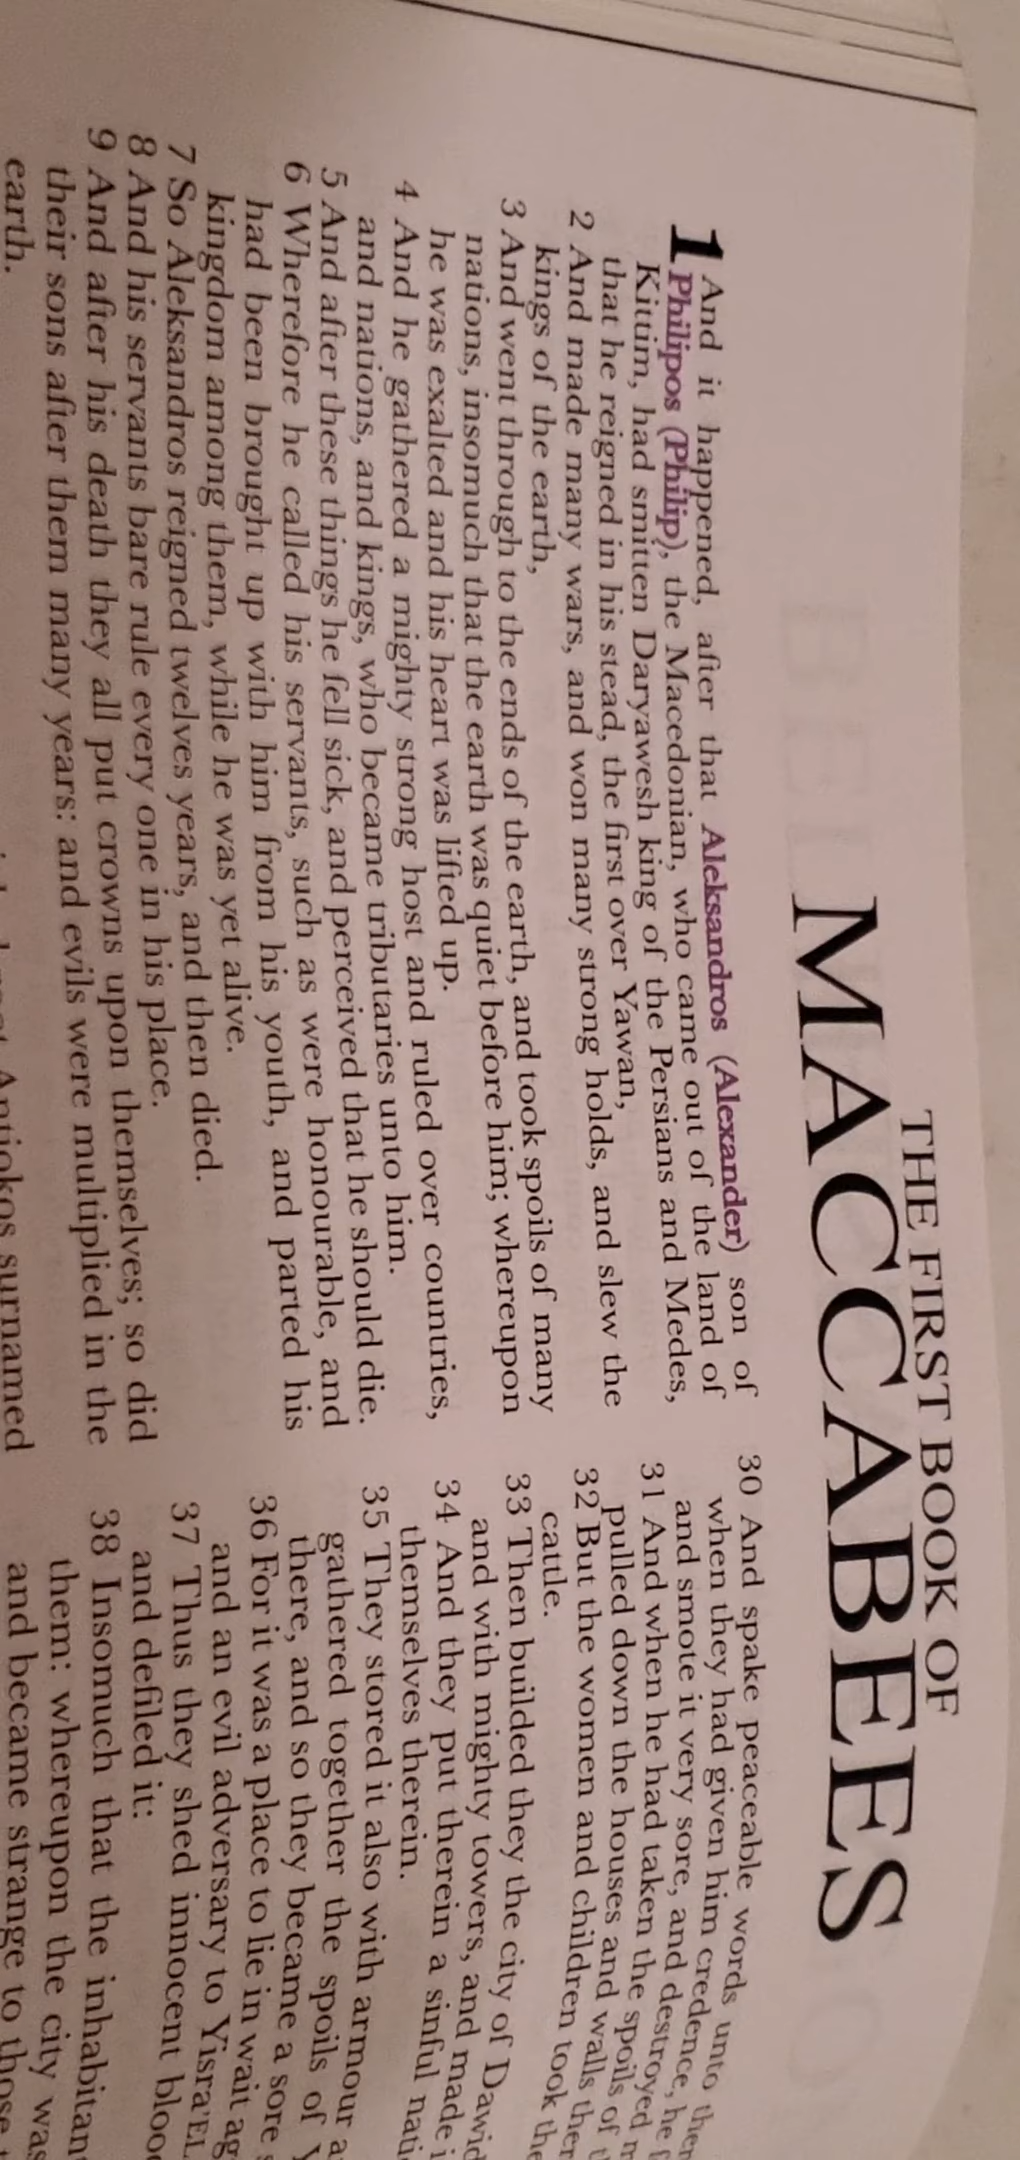 THE FIRST BOOK OF
MACCABEES
1 And it happened, after that Aleksandros (Alexander) son of
Philipos (Philip), the Macedonian, who came out of the land of
Kittim, had smitten Daryawesh king of the Persians and Medes,
that he reigned in his stead, the first over Yawan,
2 And made many wars, and won many strong holds, and slew the
kings of the earth,
3 And went through to the ends of the earth, and took spoils of many
nations, insomuch that the earth was quiet before him; whereupon
he was exalted and his heart was lifted up.
4 And he gathered a mighty strong host and ruled over countries,
and nations, and kings, who became tributaries unto him.
5 And after these things he fell sick, and perceived that he should die.
6 Wherefore he called his servants, such as were honourable, and
had been brought up with him from his youth, and parted his
kingdom among them, while he was yet alive.
7 So Aleksandros reigned twelves years, and then died.
8 And his servants bare rule every one in his place.
9 And after his death they all put crowns upon themselves; so did
their sons after them many years: and evils were multiplied in the
earth.
Antiokos surnamed
30 And spake peaceable words unto
when they had given him credence, he
and smote it very sore, and destroyed
31 And when he had taken the spoils of
pulled down the houses and walls
32 But the women and children took
cattle.
33 Then builded they the city of Dawid
and with mighty towers, and made
34 And they put therein a sinful
themselves therein.
35 They stored it also with armour
gathered together the spoils of
there, and so they became a sore
36 For it was a place to lie in wait
and an evil adversary to Yisra'EL
37 Thus they shed innocent
and defiled it:
38 Insomuch that the
them: whereupon the city was
and became strange to those